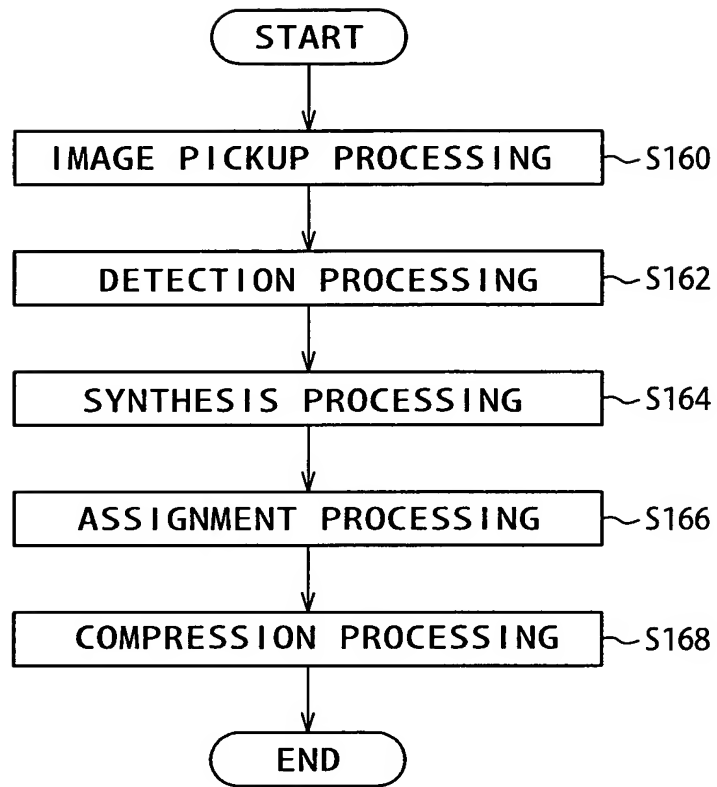 START
IMAGE PICKUP PROCESSING S160
DETECTION PROCESSING S162
SYNTHESIS PROCESSING S164
ASSIGNMENT PROCESSING S166
COMPRESSION PROCESSING S168
END